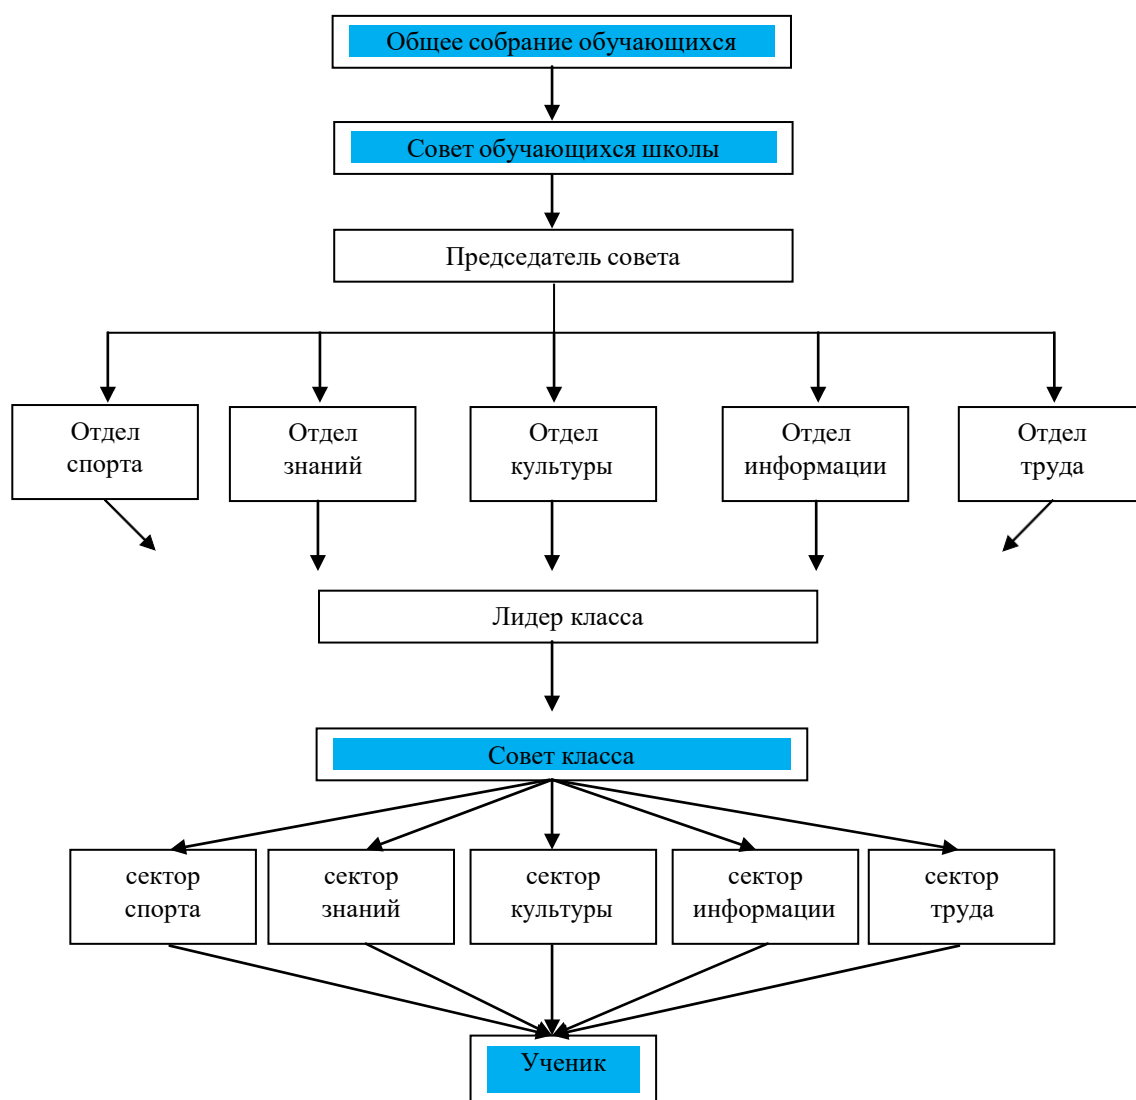 Общее собрание обучающихся
Совет обучающихся школы
Председатель совета
Отдел
спорта
Отдел
знаний
Отдел
культуры
Отдел
информации
Отдел
труда
Лидер класса
Совет класса
сектор
спорта
сектор
знаний
сектор
культуры
сектор
информации
сектор
труда
Ученик